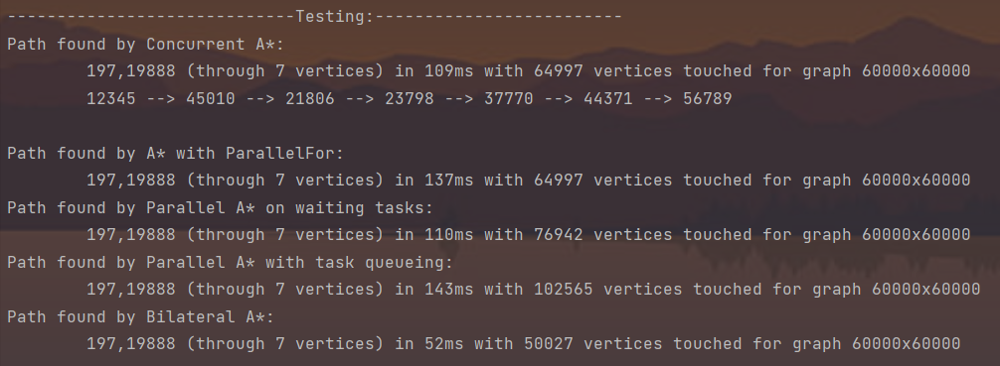 -----------------------------Testing:-------------------------
Path found by Concurrent A*:
197,19888 (through 7 vertices) in 109ms with 64997 vertices touched for graph 60000x60000
12345 --> 45010 --> 21806 --> 23798 --> 37770 --> 44371 --> 56789
Path found by A* with ParallelFor:
197,19888 (through 7 vertices) in 137ms with 64997 vertices touched for graph 60000x60000
Path found by Parallel A* on waiting tasks:
197,19888 (through 7 vertices) in 110ms with 76942 vertices touched for graph 60000x60000
Path found by Parallel A* with task queueing:
197,19888 (through 7 vertices) in 143ms with 102565 vertices touched for graph 60000x60000
Path found by Bilateral A*:
197,19888 (through 7 vertices) in 52ms with 50027 vertices touched for graph 60000x60000